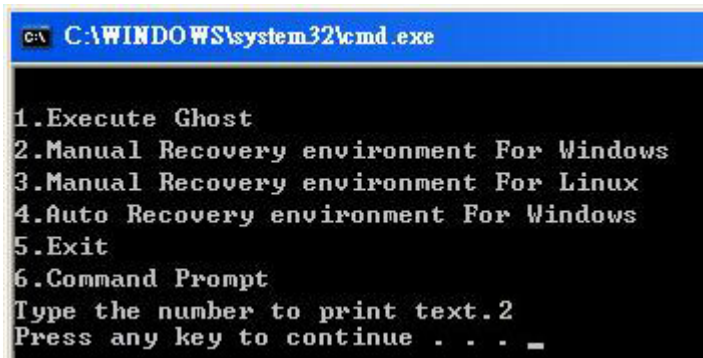 C:\WINDOWS\system32\cmd.exe
1.Execute Ghost
2.Manual Recovery environment For Windows
3.Manual Recovery environment For Linux
4.Auto Recovery environment For Windows
5.Exit
6.Command Prompt
Type the number to print text.2
Press any key to continue . . . _